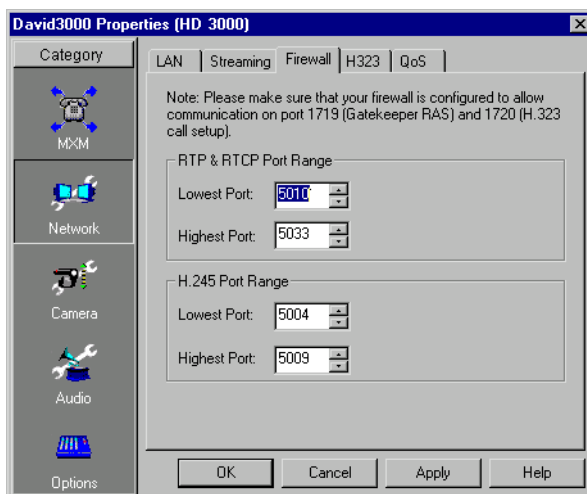 David3000 Properties (HD 3000)
Category
MXM
Network
Camera
Audio
Options
LAN
Streaming
Firewall
H323
QoS
Note: Please make sure that your firewall is configured to allow
communication on port 1719 (Gatekeeper RAS) and 1720 (H.323
call setup).
RTP & RTCP Port Range
Lowest Port: 5010
Highest Port: 5033
H.245 Port Range
Lowest Port: 5004
Highest Port: 5009
OK
Cancel
Apply
Help